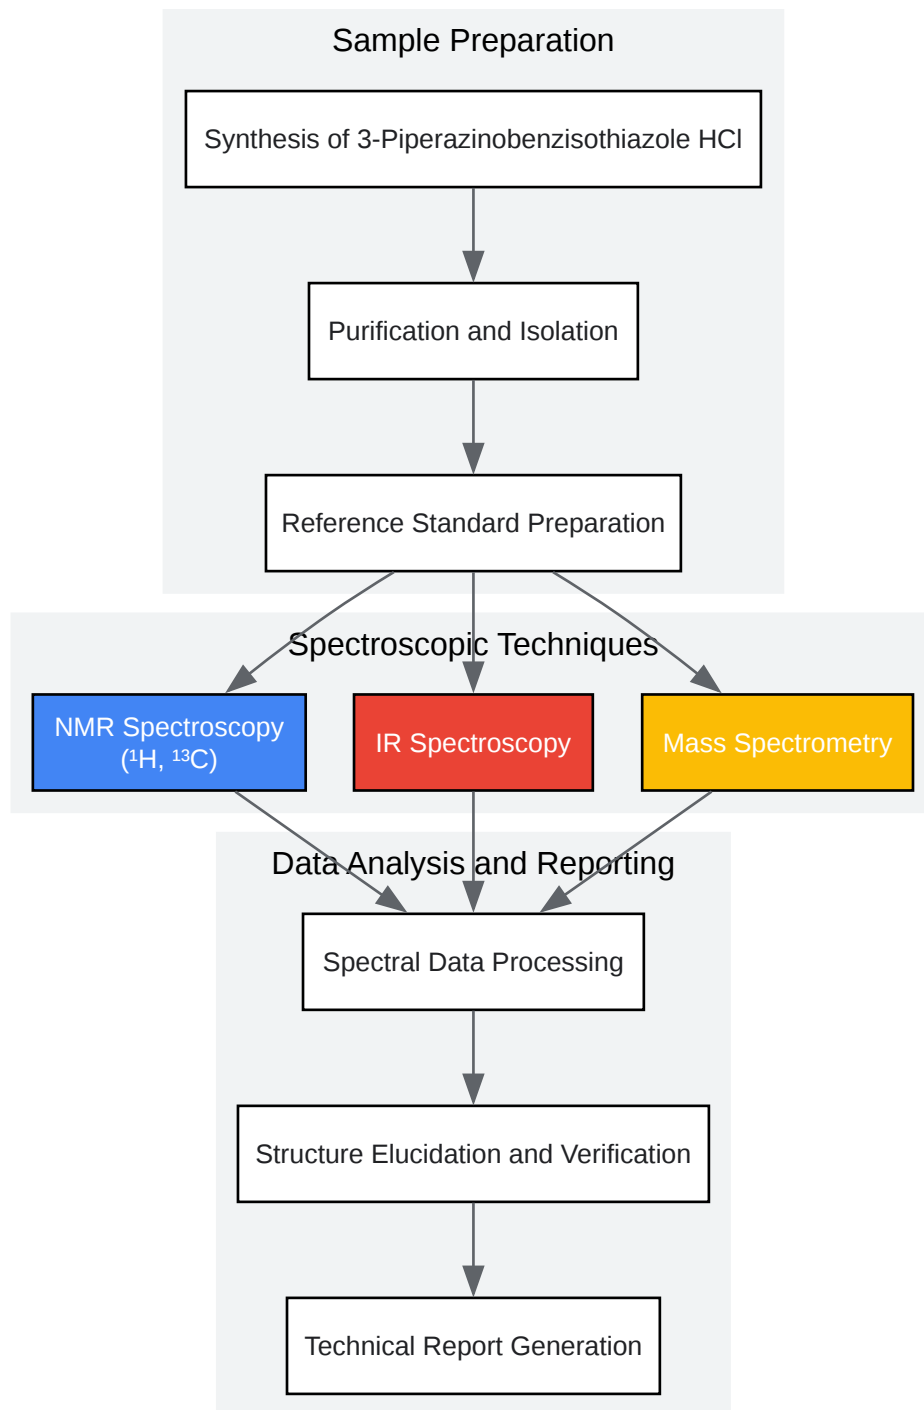 Sample Preparation
Synthesis of 3-Piperazinobenzisothiazole HCl
Purification and Isolation
Reference Standard Preparation
Spectroscopic Techniques
NMR Spectroscopy
(¹H, ¹³C)
IR Spectroscopy
Mass Spectrometry
Data Analysis and Reporting
Spectral Data Processing
Structure Elucidation and Verification
Technical Report Generation